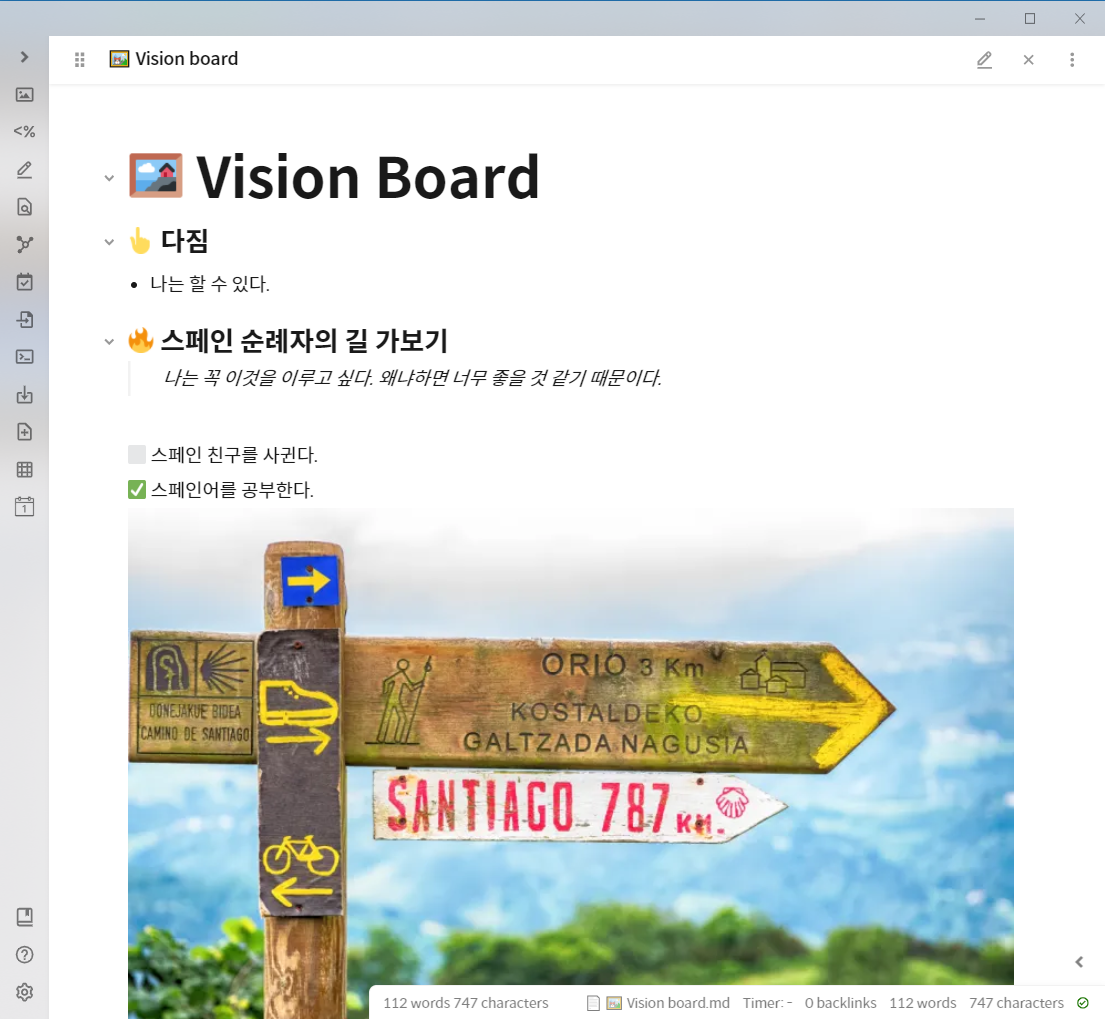 Vision board
<%
Vision Board
다짐
나는 할 수 있다.
스페인 순례자의 길 가보기
나는 꼭 이것을 이루고 싶다. 왜냐하면 너무 좋을 것 같기 때문이다.
스페인 친구를 사귄다.
스페인어를 공부한다.
ORIO 3 Km
DONEJAKUE BIDEA
CAMINO DE SANTIAGO
KOSTALDEKO
GALTZADA NAGUSIA
SANTIAGO 787 KM.
1
112 words 747 characters
Vision board.md
Timer: -
0 backlinks
112 words
747 characters